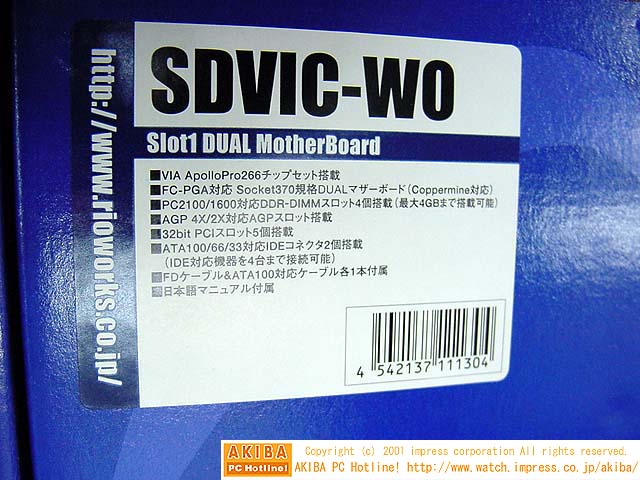 http://www.rioworks.co.jp/
SDVIC-WO
Slot1 DUAL MotherBoard
■VIA ApolloPro266チップセット搭載
■FC-PGA対応 Socket370規格DUALマザーボード(Coppermine対応)
■PC2100/1600対応DDR-DIMMスロット4個搭載(最大4GBまで搭載可能)
■AGP 4X/2X対応AGPスロット搭載
■32bit PCIスロット5個搭載
■ATA100/66/33対応IDEコネクタ2個搭載
(IDE対応機器を4台まで接続可能)
■FDケーブル&ATA100対応ケーブル各1本付属
■日本語マニュアル付属
4 542137 111304
AKIBA
PC Hotline!
Copyright (c) 2001 impress corporation All rights reserved.
AKIBA PC Hotline! http://www.watch.impress.co.jp/akiba/